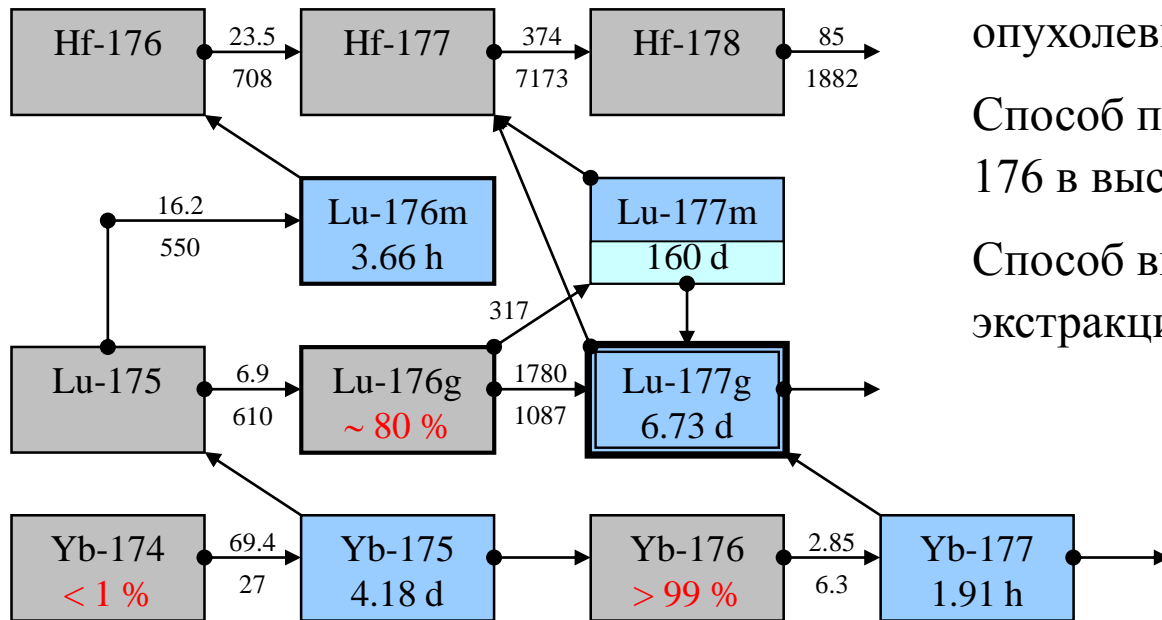 Hf-176
23.5
708
Hf-177
374
7173
Hf-178
85
1882
16.2
550
Lu-176m
3.66 h
Lu-177m
160 d
317
Lu-175
6.9
610
Lu-176g
~ 80 %
1780
1087
Lu-177g
6.73 d
Yb-174
< 1 %
69.4
27
Yb-175
4.18 d
Yb-176
> 99 %
2.85
6.3
Yb-177
1.91 h
Способ
176 в
Способ